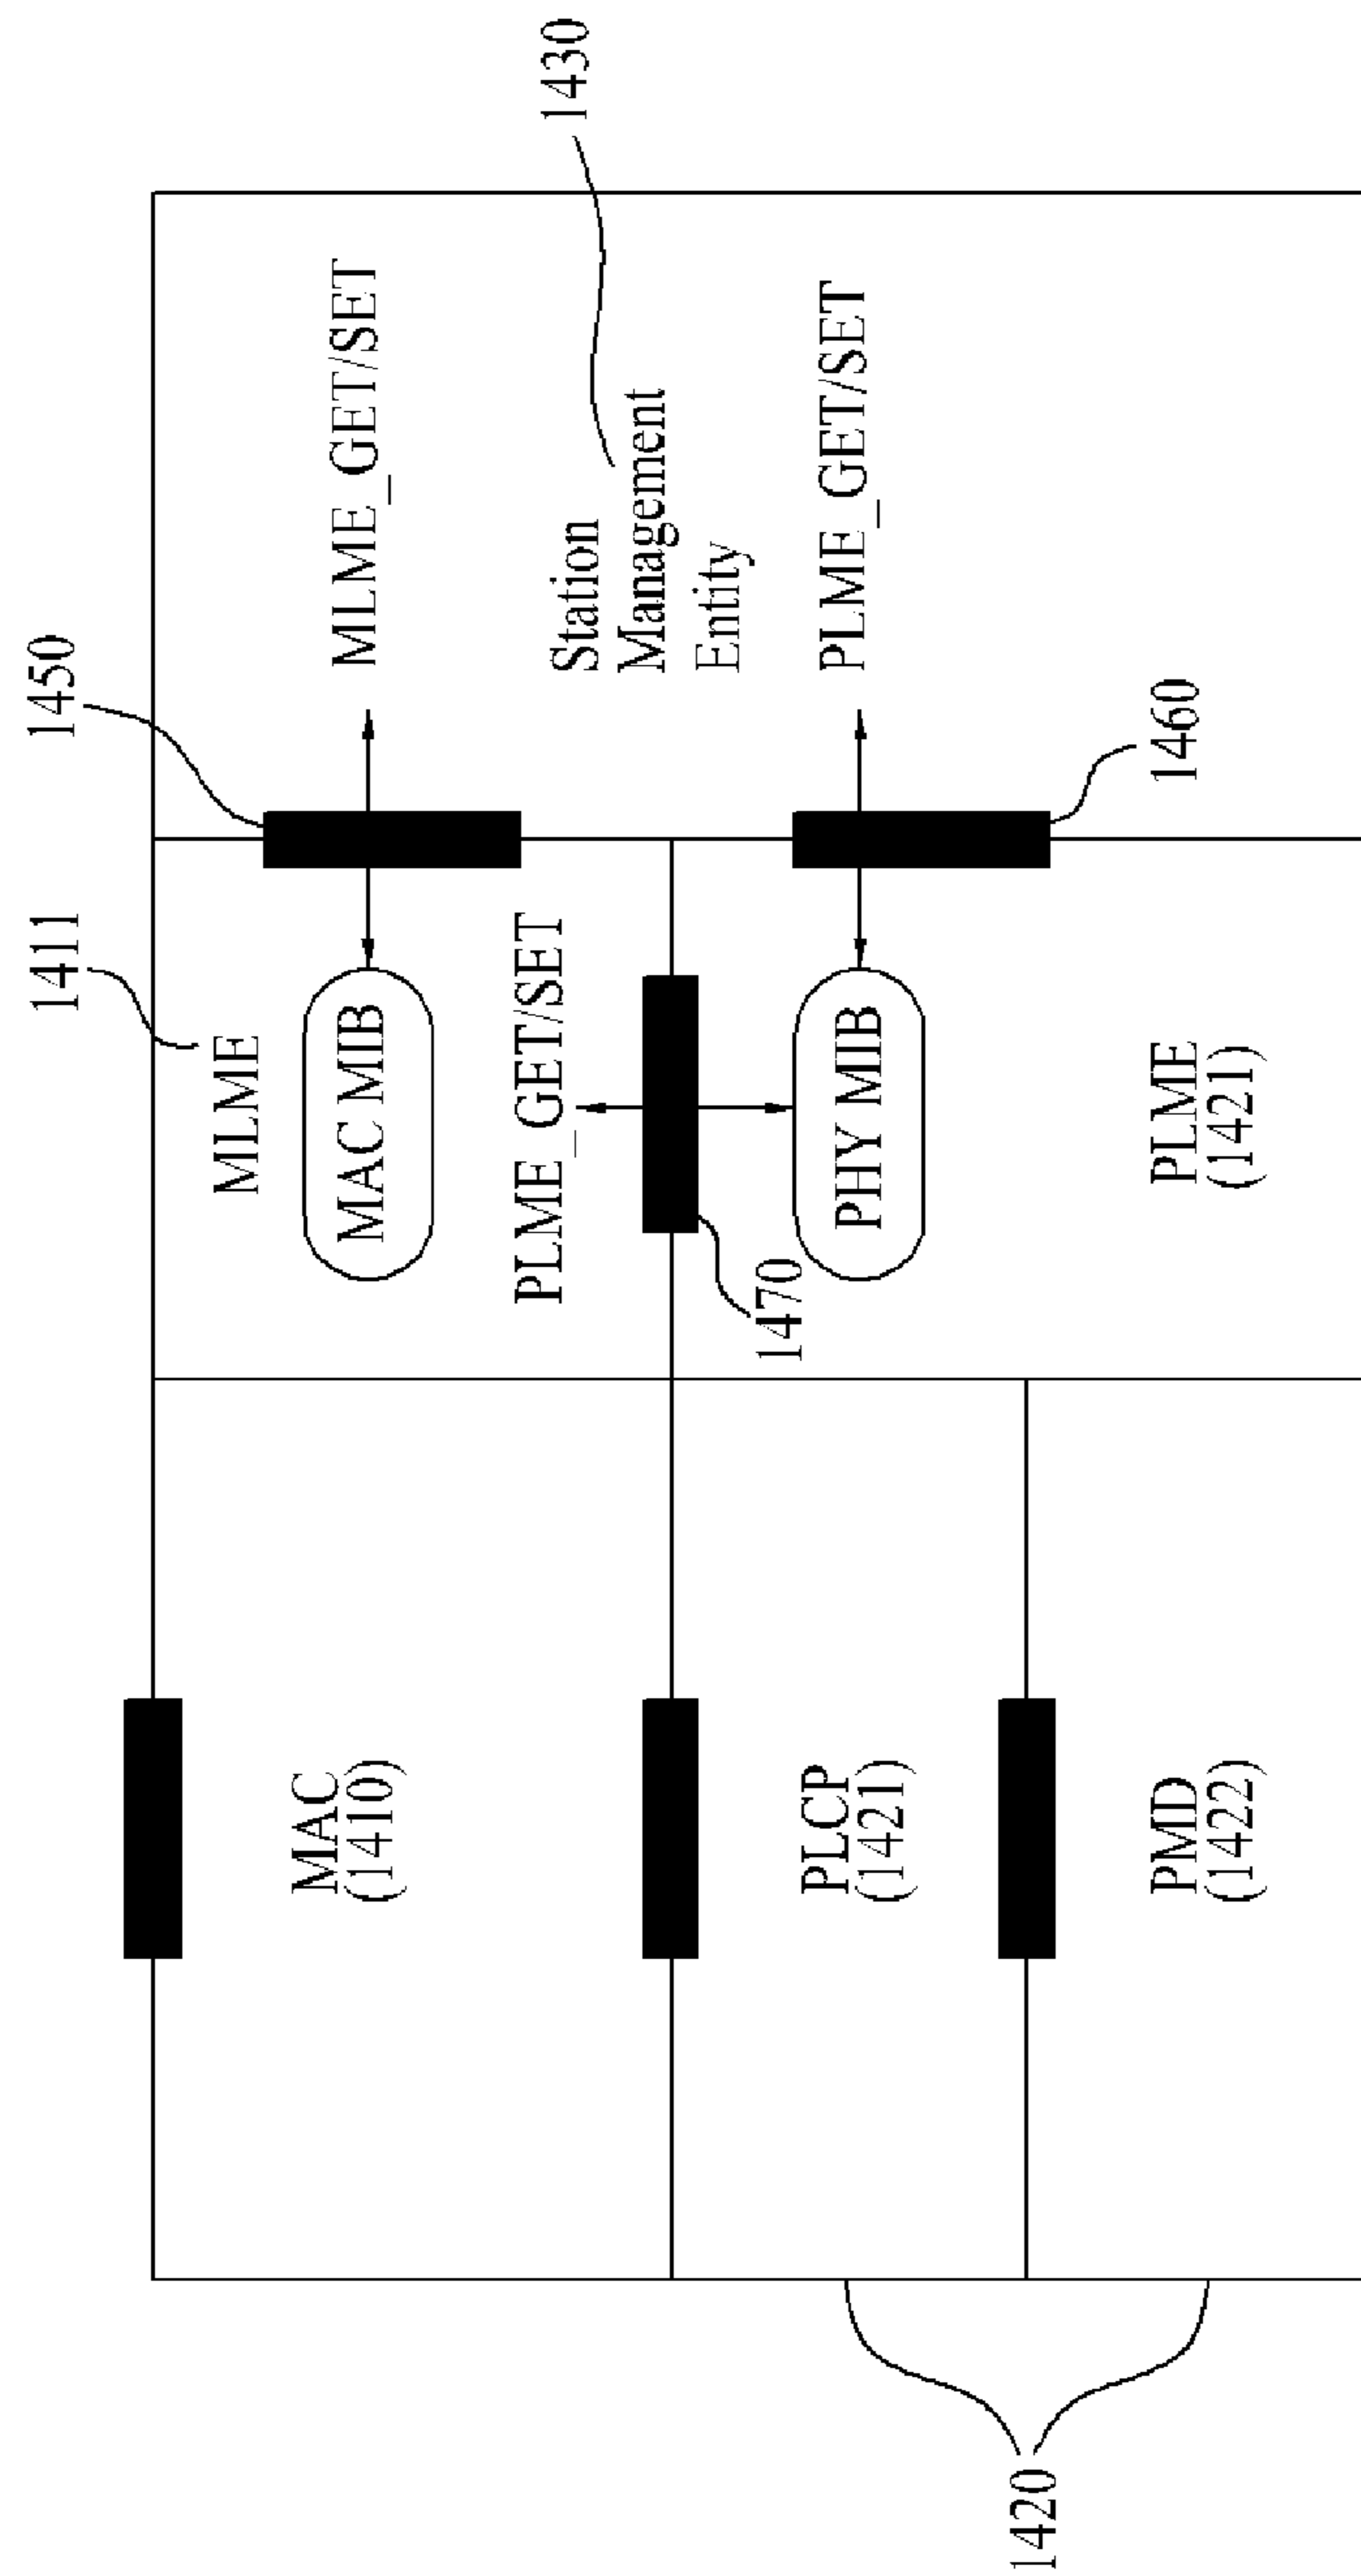 1411
1450
MLME
MAC
(1410)
MAC MIB
MLME_GET/SET
PLME_GET/SET
Station
Management
Entity
1430
1470
PLCP
(1421)
PHY MIB
PLME_GET/SET
1420
PMD
(1422)
PLME
(1421)
1460